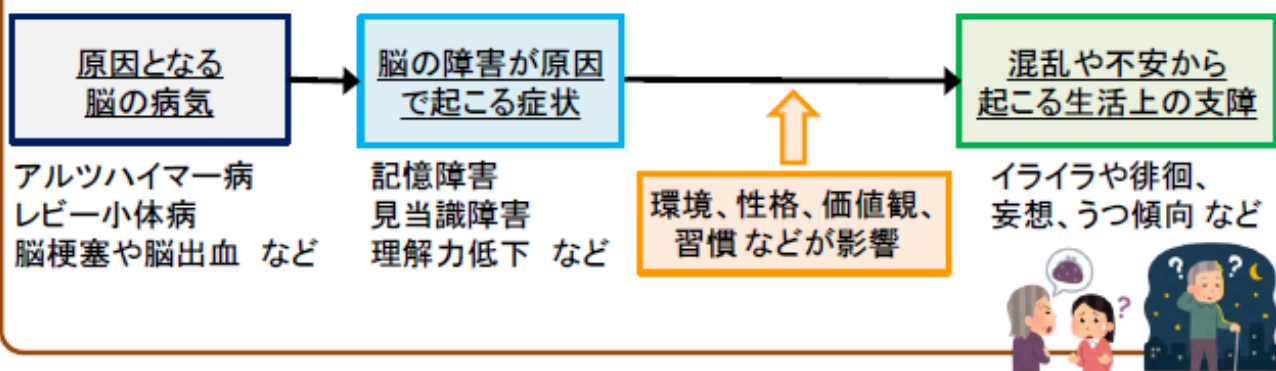 原因となる
脳の病気
アルツハイマー病
レビー小体病
脳梗塞や脳出血 など
脳の障害が原因
で起こる症状
記憶障害
見当識障害
理解力低下 など
環境、性格、価値観、
習慣などが影響
混乱や不安から
起こる生活上の支障
イライラや徘徊、
妄想、うつ傾向 など
?
? ?